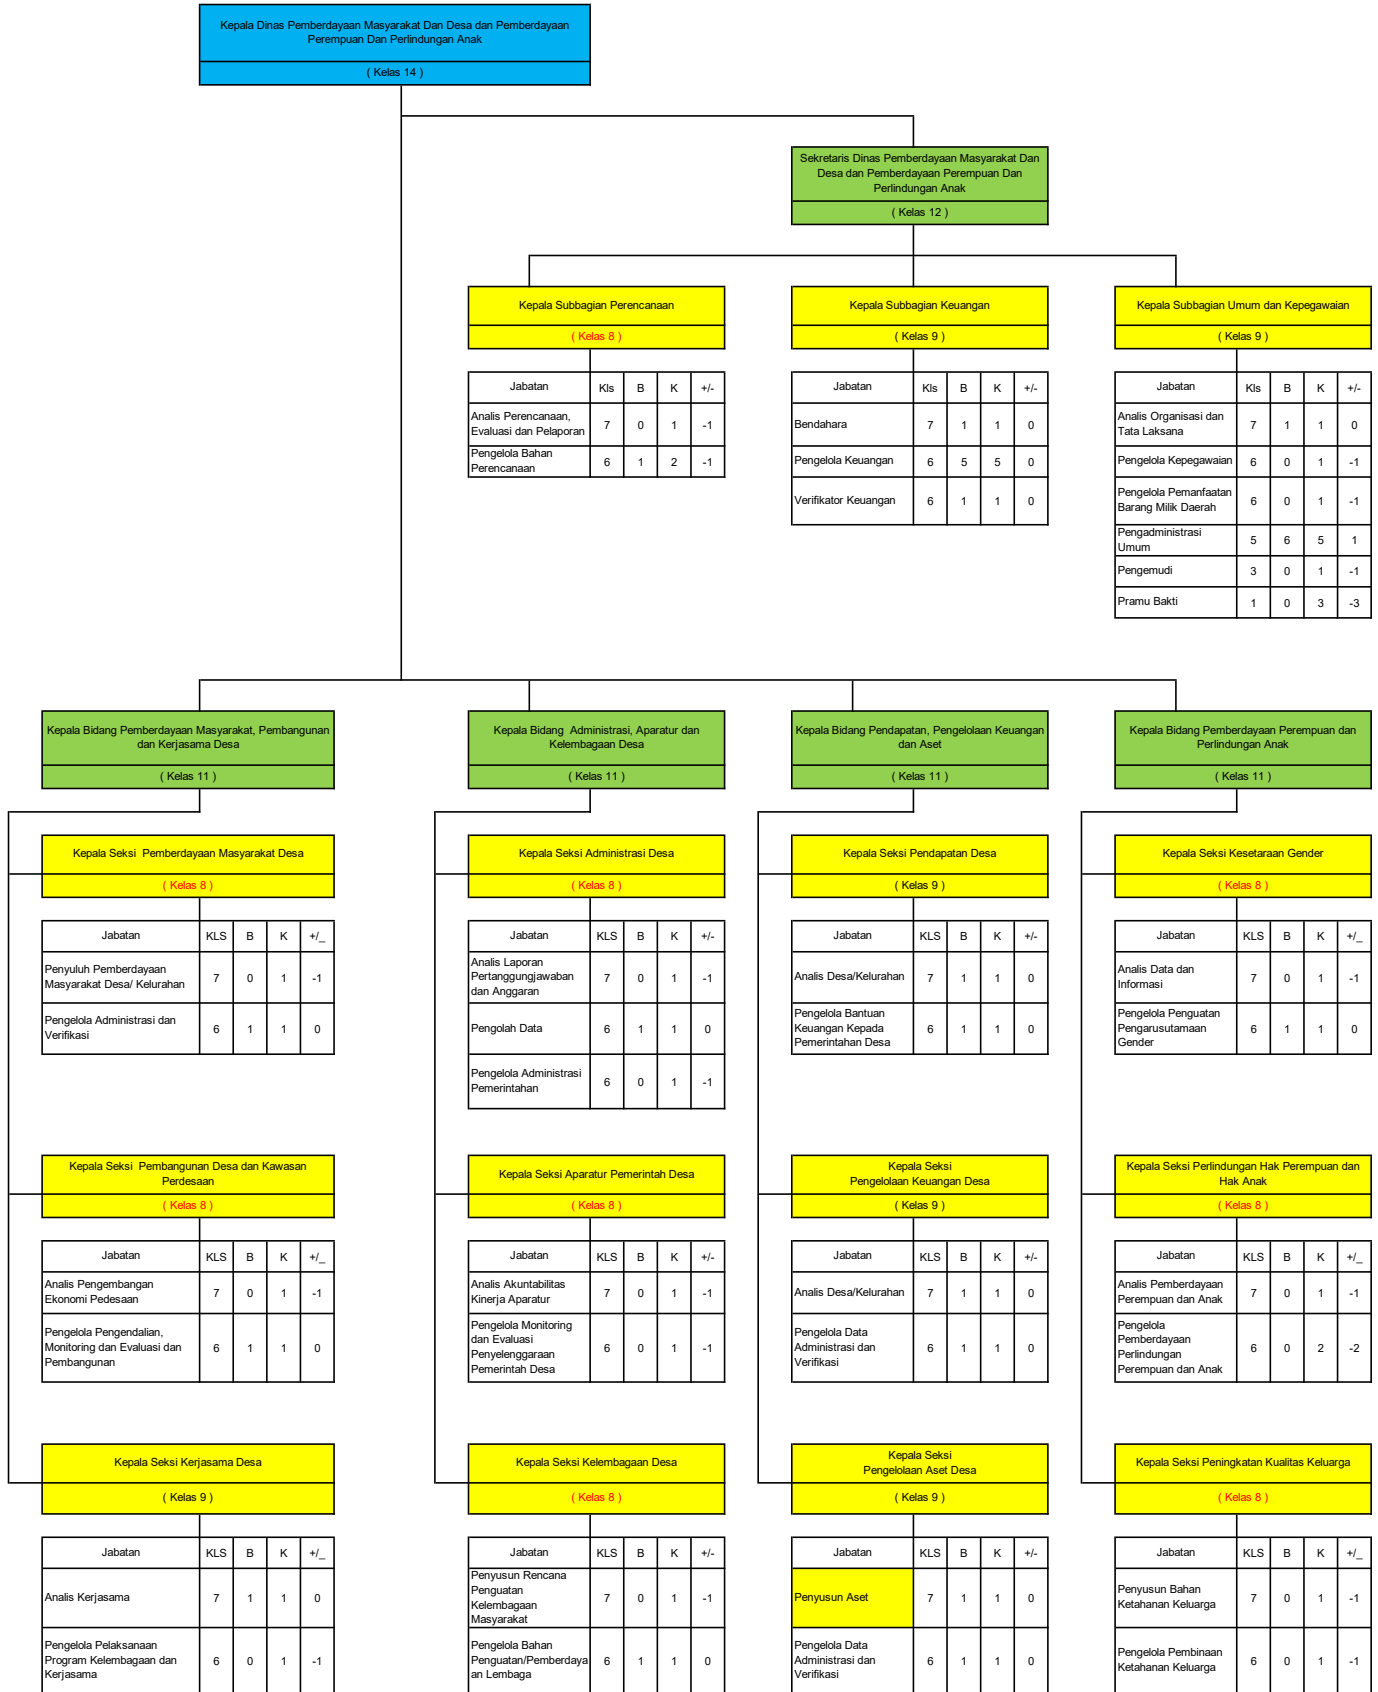 Kepala Dinas Pemberdayaan Masyarakat Dan Desa dan Pemberdayaan
Perempuan Dan Perlindungan Anak
( Kelas 14 )
Sekretaris Dinas Pemberdayaan Masyarakat Dan
Desa dan Pemberdayaan Perempuan Dan
Perlindungan Anak
( Kelas 12 )
Kepala Subbagian Perencanaan
( Kelas 8 )
Jabatan Kls B K +/-
Analis Perencanaan,
Evaluasi dan Pelaporan 7 0 1 -1
Pengelola Bahan
Perencanaan 6 1 2 -1
Kepala Subbagian Keuangan
( Kelas 9 )
Jabatan Kls B K +/-
Bendahara 7 1 1 0
Pengelola Keuangan 6 5 5 0
Verifikator Keuangan 6 1 1 0
Kepala Subbagian Umum dan Kepegawaian
( Kelas 9 )
Jabatan Kls B K +/-
Analis Organisasi dan
Tata Laksana 7 1 1 0
Pengelola Kepegawaian 6 0 1 -1
Pengelola Pemanfaatan
Barang Milik Daerah 6 0 1 -1
Pengadministrasi
Umum 5 6 5 1
Pengemudi 3 0 1 -1
Pramu Bakti 1 0 3 -3
Kepala Bidang Pemberdayaan Masyarakat, Pembangunan
dan Kerjasama Desa
( Kelas 11 )
Kepala Seksi Pemberdayaan Masyarakat Desa
( Kelas 8 )
Jabatan KLS B K +/_
Penyuluh Pemberdayaan
Masyarakat Desa/ Kelurahan 7 0 1 -1
Pengelola Administrasi dan
Verifikasi 6 1 1 0
Kepala Seksi Pembangunan Desa dan Kawasan
Perdesaan
( Kelas 8 )
Jabatan KLS B K +/_
Analis Pengembangan
Ekonomi Pedesaan 7 0 1 -1
Pengelola Pengendalian,
Monitoring dan Evaluasi dan
Pembangunan 6 1 1 0
Kepala Seksi Kerjasama Desa
( Kelas 9 )
Jabatan KLS B K +/_
Analis Kerjasama 7 1 1 0
Pengelola Pelaksanaan
Program Kelembagaan dan
Kerjasama 6 0 1 -1
Kepala Bidang Administrasi, Aparatur dan
Kelembagaan Desa
( Kelas 11 )
Kepala Seksi Administrasi Desa
( Kelas 8 )
Jabatan KLS B K +/-
Analis Laporan
Pertanggungjawaban
dan Anggaran 7 0 1 -1
Pengolah Data 6 1 1 0
Pengelola Administrasi
Pemerintahan 6 0 1 -1
Kepala Seksi Aparatur Pemerintah Desa
( Kelas 8 )
Jabatan KLS B K +/-
Analis Akuntabilitas
Kinerja Aparatur 7 0 1 -1
Pengelola Monitoring
dan Evaluasi
Penyelenggaraan
Pemerintah Desa 6 0 1 -1
Kepala Seksi Kelembagaan Desa
( Kelas 8 )
Jabatan KLS B K +/-
Penyusun Rencana
Penguatan
Kelembagaan
Masyarakat 7 0 1 -1
Pengelola Bahan
Penguatan/Pemberdaya
an Lembaga 6 1 1 0
Kepala Bidang Pendapatan, Pengelolaan Keuangan
dan Aset
( Kelas 11 )
Kepala Seksi Pendapatan Desa
( Kelas 9 )
Jabatan KLS B K +/-
Analis Desa/Kelurahan 7 1 1 0
Pengelola Bantuan
Keuangan Kepada
Pemerintahan Desa 6 1 1 0
Kepala Seksi
Pengelolaan Keuangan Desa
( Kelas 9 )
Jabatan KLS B K +/-
Analis Desa/Kelurahan 7 1 1 0
Pengelola Data
Administrasi dan
Verifikasi 6 1 1 0
Kepala Seksi
Pengelolaan Aset Desa
( Kelas 9 )
Jabatan KLS B K +/-
Penyusun Aset 7 1 1 0
Pengelola Data
Administrasi dan
Verifikasi 6 1 1 0
Kepala Bidang Pemberdayaan Perempuan dan
Perlindungan Anak
( Kelas 11 )
Kepala Seksi Kesetaraan Gender
( Kelas 8 )
Jabatan KLS B K +/_
Analis Data dan
Informasi 7 0 1 -1
Pengelola Penguatan
Pengarusutamaan
Gender 6 1 1 0
Kepala Seksi Perlindungan Hak Perempuan dan
Hak Anak
( Kelas 8 )
Jabatan KLS B K +/_
Analis Pemberdayaan
Perempuan dan Anak 7 0 1 -1
Pengelola
Pemberdayaan
Perlindungan
Perempuan dan Anak 6 0 2 -2
Kepala Seksi Peningkatan Kualitas Keluarga
( Kelas 8 )
Jabatan KLS B K +/_
Penyusun Bahan
Ketahanan Keluarga 7 0 1 -1
Pengelola Pembinaan
Ketahanan Keluarga 6 0 1 -1